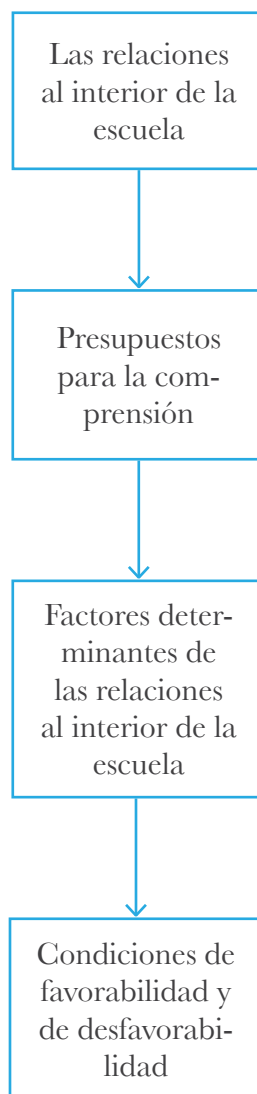 Las relaciones
al interior de la
escuela
Presupuestos
para la com-
prensión
Factores deter-
minantes de
las relaciones
al interior de la
escuela
Condiciones de
favorabilidad y
de desfavorabi-
lidad